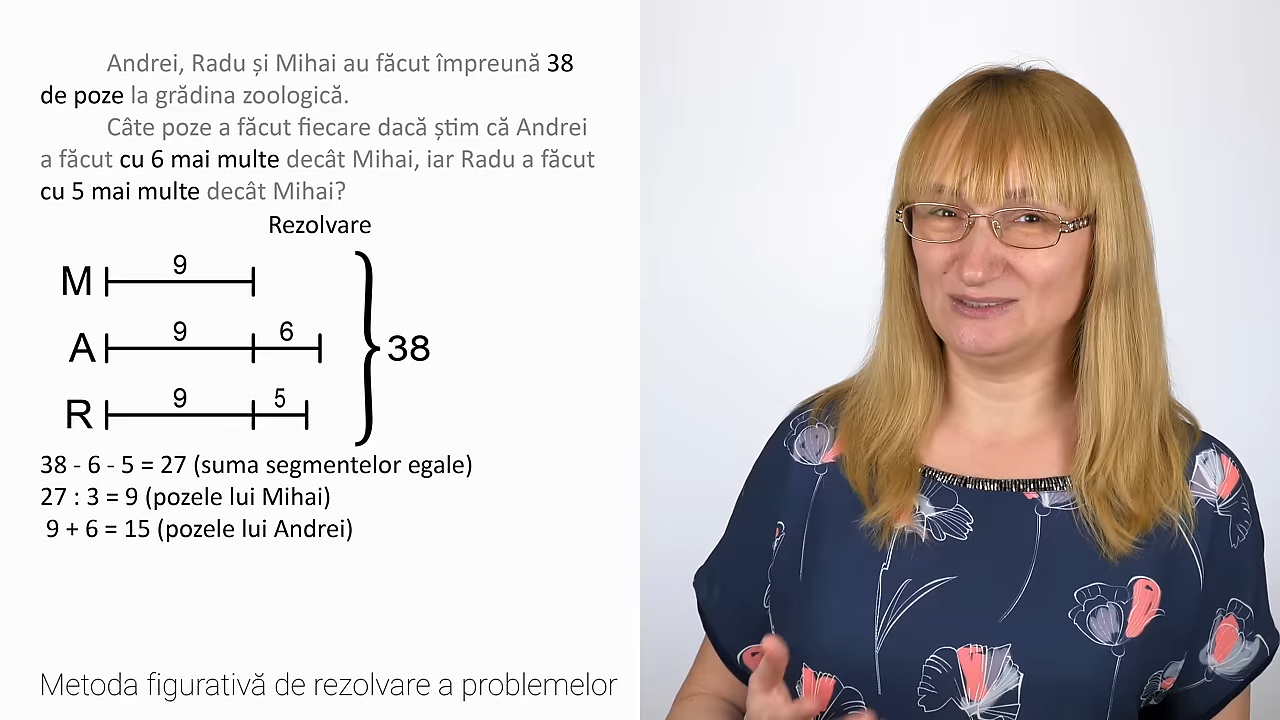 Andrei, Radu și Mihai au făcut împreună 38
de poze la grădina zoologică.
Câte poze a făcut fiecare dacă știm că Andrei
a făcut cu 6 mai multe decât Mihai, iar Radu a făcut
cu 5 mai multe decât Mihai?
Rezolvare
M 9
A 9 6
38
R 9 5
38 - 6 - 5 = 27 (suma segmentelor egale)
27 : 3 = 9 (pozele lui Mihai)
9 + 6 = 15 (pozele lui Andrei)
Metoda figurativă de rezolvare a problemelor